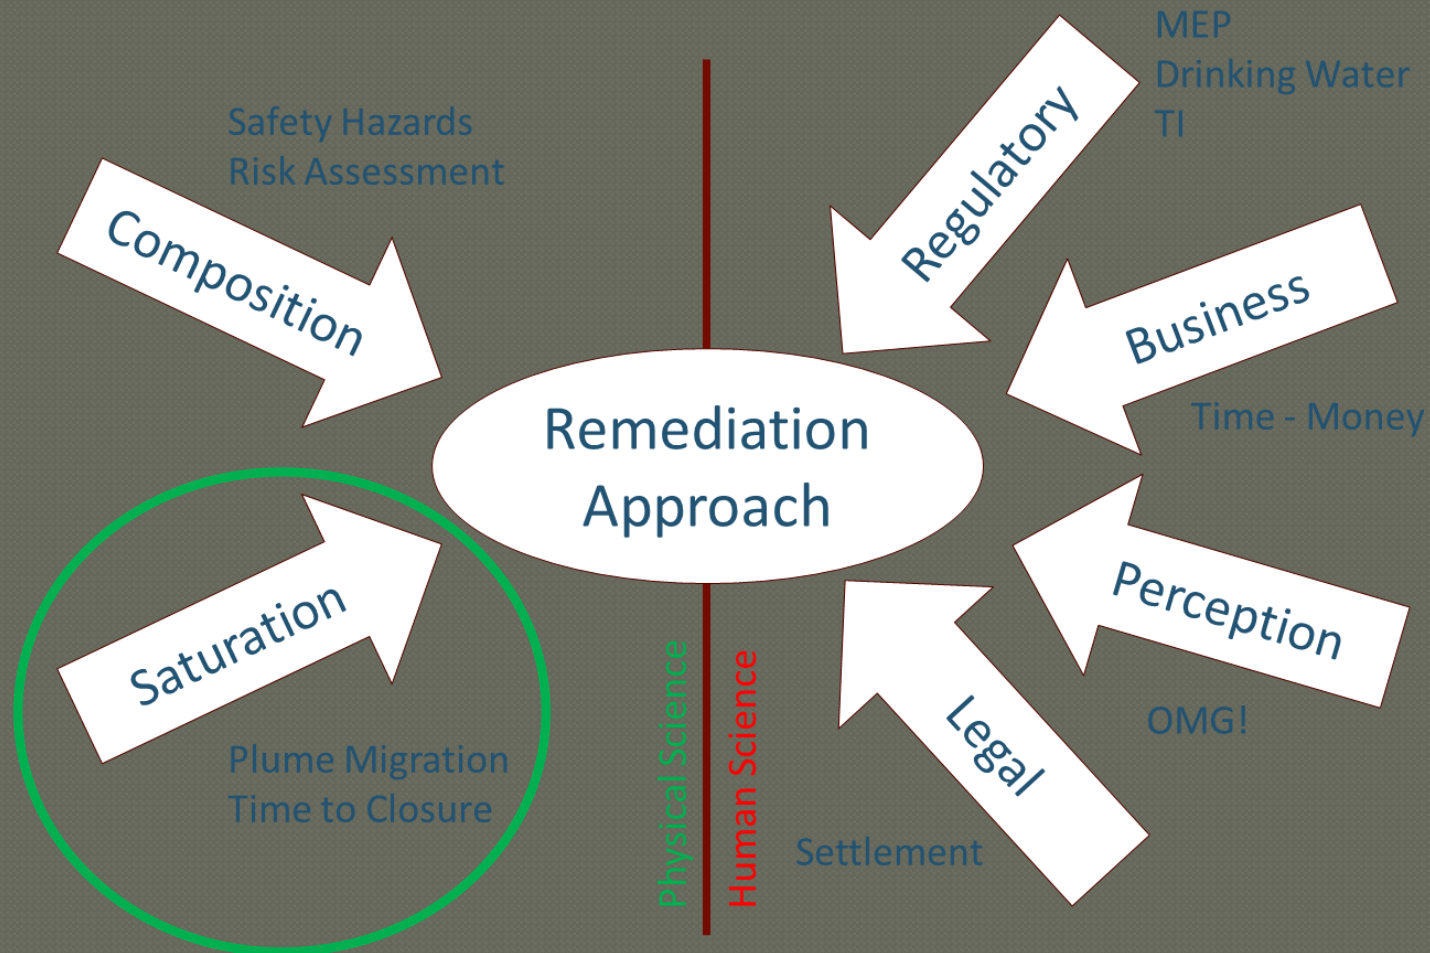 Safety Hazards
Risk Assessment
Composition
Saturation
Plume Migration
Time to Closure
Remediation
Approach
Physical Science
Human Science
MEP
Drinking Water
TI
Regulatory
Business
Time - Money
Perception
OMG!
Legal
Settlement